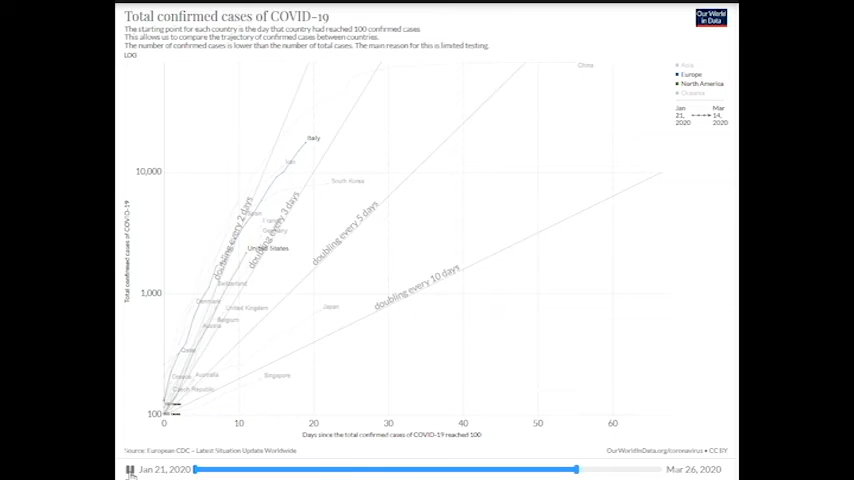 Total confirmed cases of COVID-19
The starting point for each country is the day that country had reached 100 confirmed cases
This allows us to compare the trajectory of confirmed cases between countries.
The number of confirmed cases is lower than the number of total cases. The main reason for this is limited testing.
LOG
Our World
in Data
China
Asia
Europe
North America
Oceania
Jan
21,
2020
Mar
14,
2020
Italy
Iran
10,000
South Korea
doubling every 2 days
doubling every 3 days
doubling every 5 days
doubling every 10 days
Spain
Germany
United States
Total confirmed cases of COVID-19
Switzerland
1,000
Denmark
United Kingdom
Japan
Belgium
Austria
Qatar
Greece
Australia
Singapore
Czech Republic
100
0
10
20
30
40
50
60
Days since the total confirmed cases of COVID-19 reached 100
Source: European CDC – Latest Situation Update Worldwide
OurWorldInData.org/coronavirus • CC BY
Jan 21, 2020
Mar 26, 2020